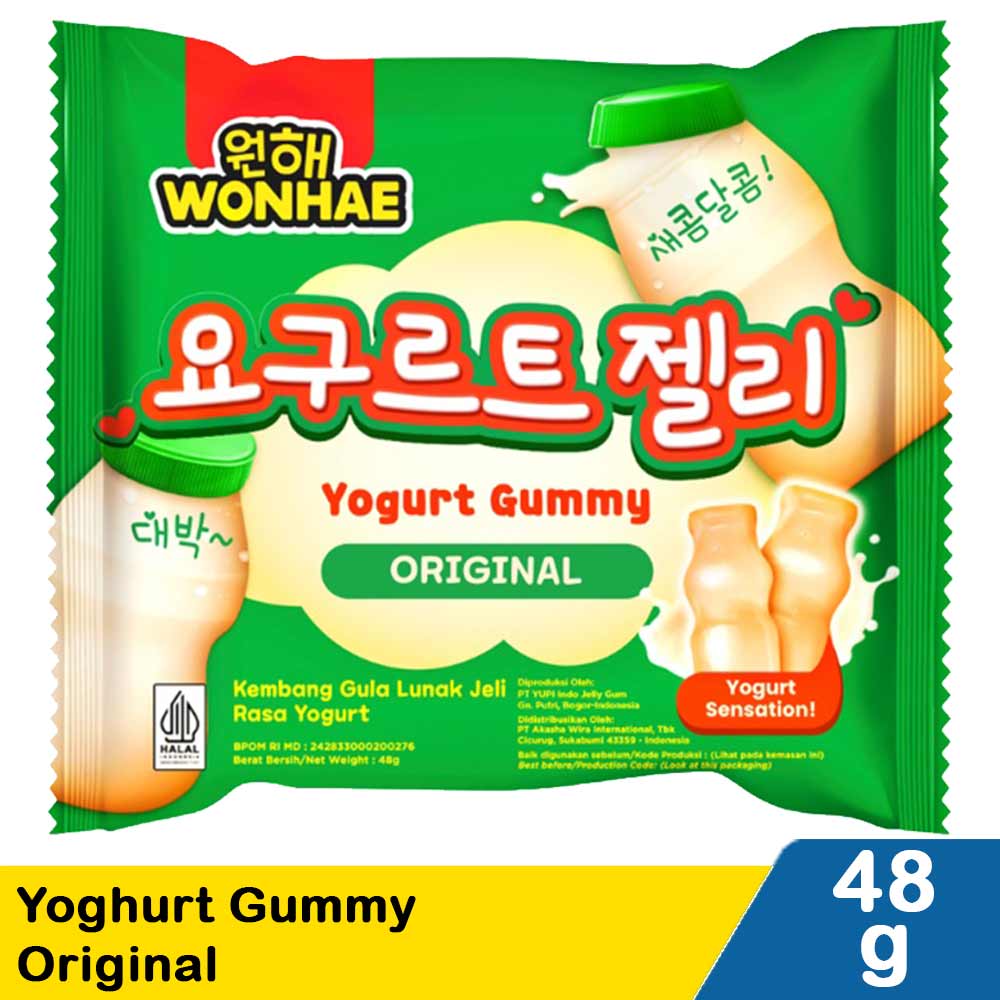 원해
WONHAE
새콤달콤!
요구르트 젤리
Yogurt Gummy
ORIGINAL
대박~
Yogurt
Sensation!
Kembang Gula Lunak Jeli
Rasa Yogurt
BPOM RI MD : 242833000200276
Berat Bersih/Net Weight : 48g
HALAL
INDONESIA
Diproduksi Oleh:
PT YUPI Indo Jelly Gum
Gn. Putri, Bogor-Indonesia
Didistribusikan Oleh:
PT Akasha Wira International, Tbk
Cicurug, Sukabumi 43359 - Indonesia
Baik digunakan sebelum/Kode Produksi : (Lihat pada kemasan ini)
Best before/Production Code: (Look at this packaging)
Yoghurt Gummy
Original
48
g